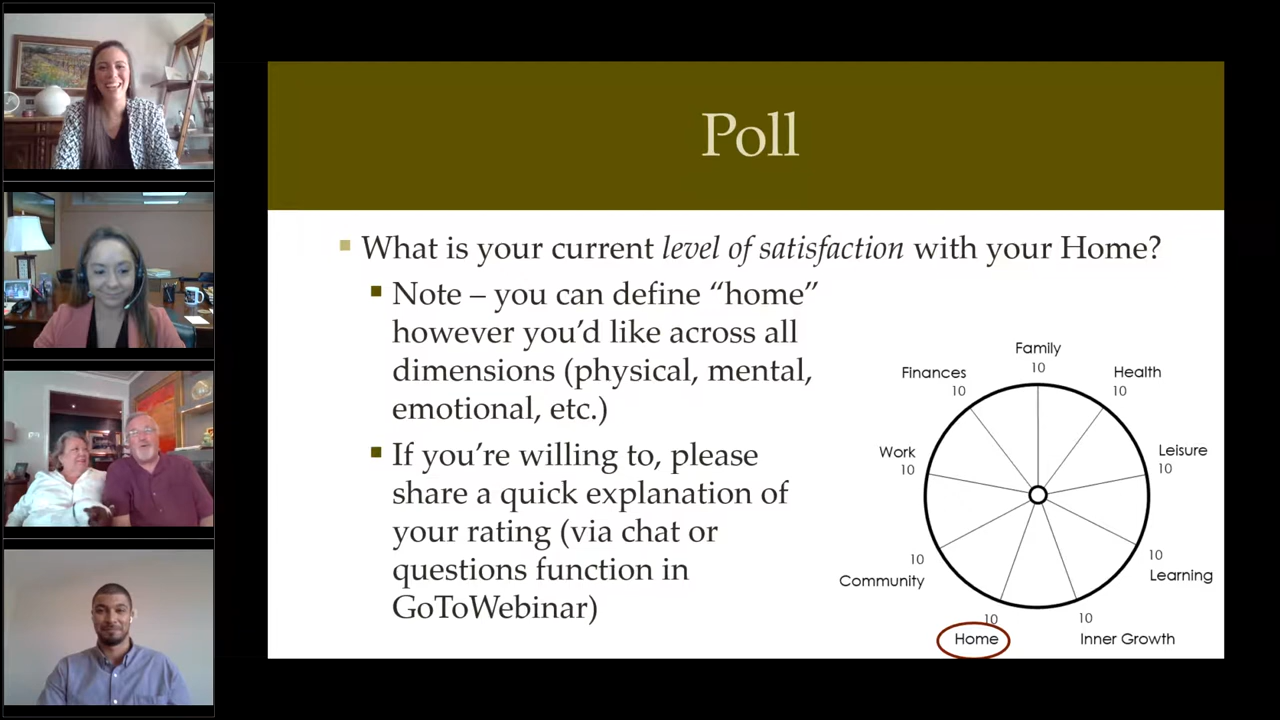 Poll
What is your current level of satisfaction with your Home?
Note – you can define “home”
however you’d like across all
dimensions (physical, mental,
emotional, etc.)
If you’re willing to, please
share a quick explanation of
your rating (via chat or
questions function in
GoToWebinar)
Family
10
Finances
10
Health
10
Work
10
Leisure
10
10
Community
10
Learning
10
Home
10
Inner Growth